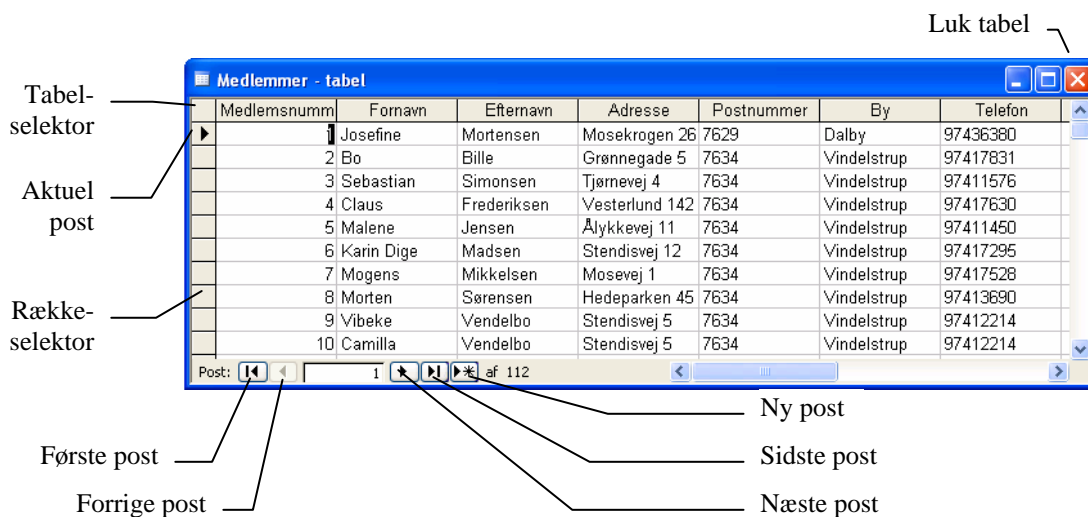 Luk tabel
Medlemmer - tabel
Tabel-
selektor
Medlemsnumm Fornavn Efternavn Adresse Postnummer By Telefon
1 Josefine Mortensen Mosekrogen 26 7629 Dalby 97436380
2 Bo Bille Grønnegade 5 7634 Vindelstrup 97417831
3 Sebastian Simonsen Tjørnevej 4 7634 Vindelstrup 97411576
4 Claus Frederiksen Vesterlund 142 7634 Vindelstrup 97417630
5 Malene Jensen Ålykkevej 11 7634 Vindelstrup 97411450
6 Karin Dige Madsen Stendisvej 12 7634 Vindelstrup 97417295
7 Mogens Mikkelsen Mosevej 1 7634 Vindelstrup 97417528
8 Morten Sørensen Hedeparken 45 7634 Vindelstrup 97413690
9 Vibeke Vendelbo Stendisvej 5 7634 Vindelstrup 97412214
10 Camilla Vendelbo Stendisvej 5 7634 Vindelstrup 97412214
Aktuel
post
Række-
selektor
Post: 1 af 112
Ny post
Første post
Sidste post
Forrige post
Næste post